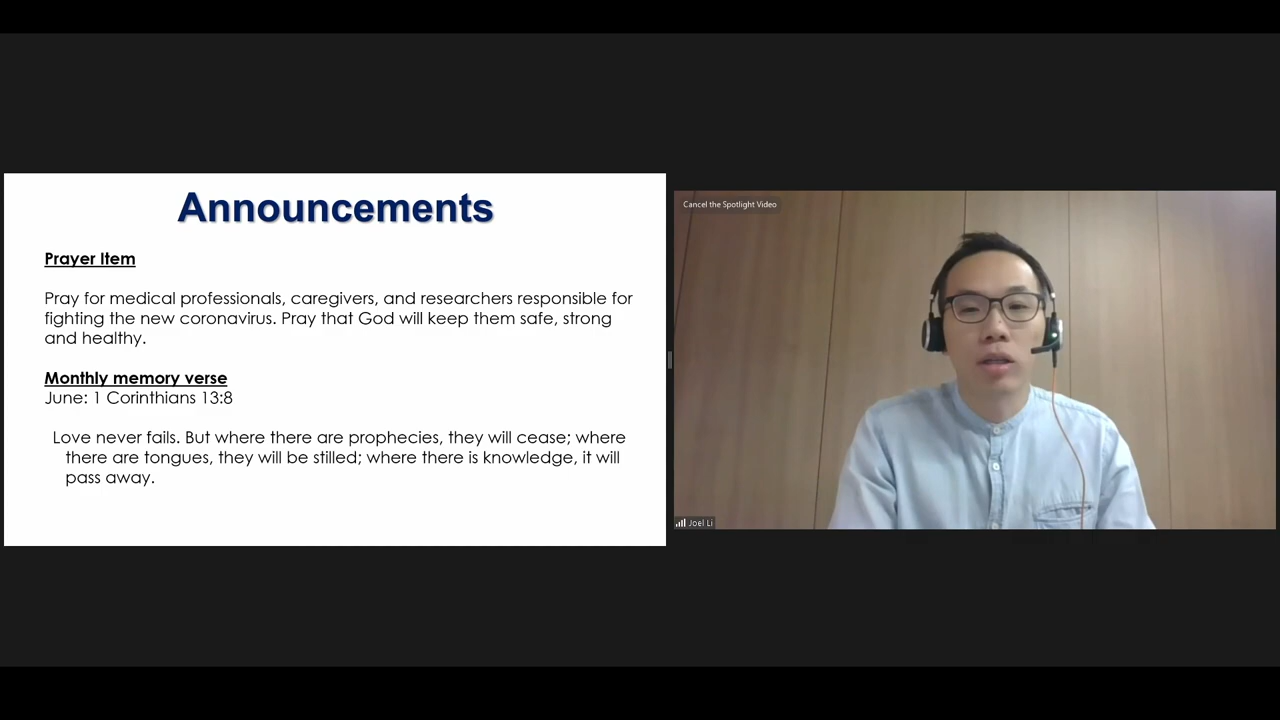 Announcements
Prayer Item
Pray for medical professionals, caregivers, and researchers responsible for
fighting the new coronavirus. Pray that God will keep them safe, strong
and healthy.
Monthly memory verse
June: 1 Corinthians 13:8
Love never fails. But where there are prophecies, they will cease; where
there are tongues, they will be stilled; where there is knowledge, it will
pass away.
Cancel the Spotlight Video
Joel Li